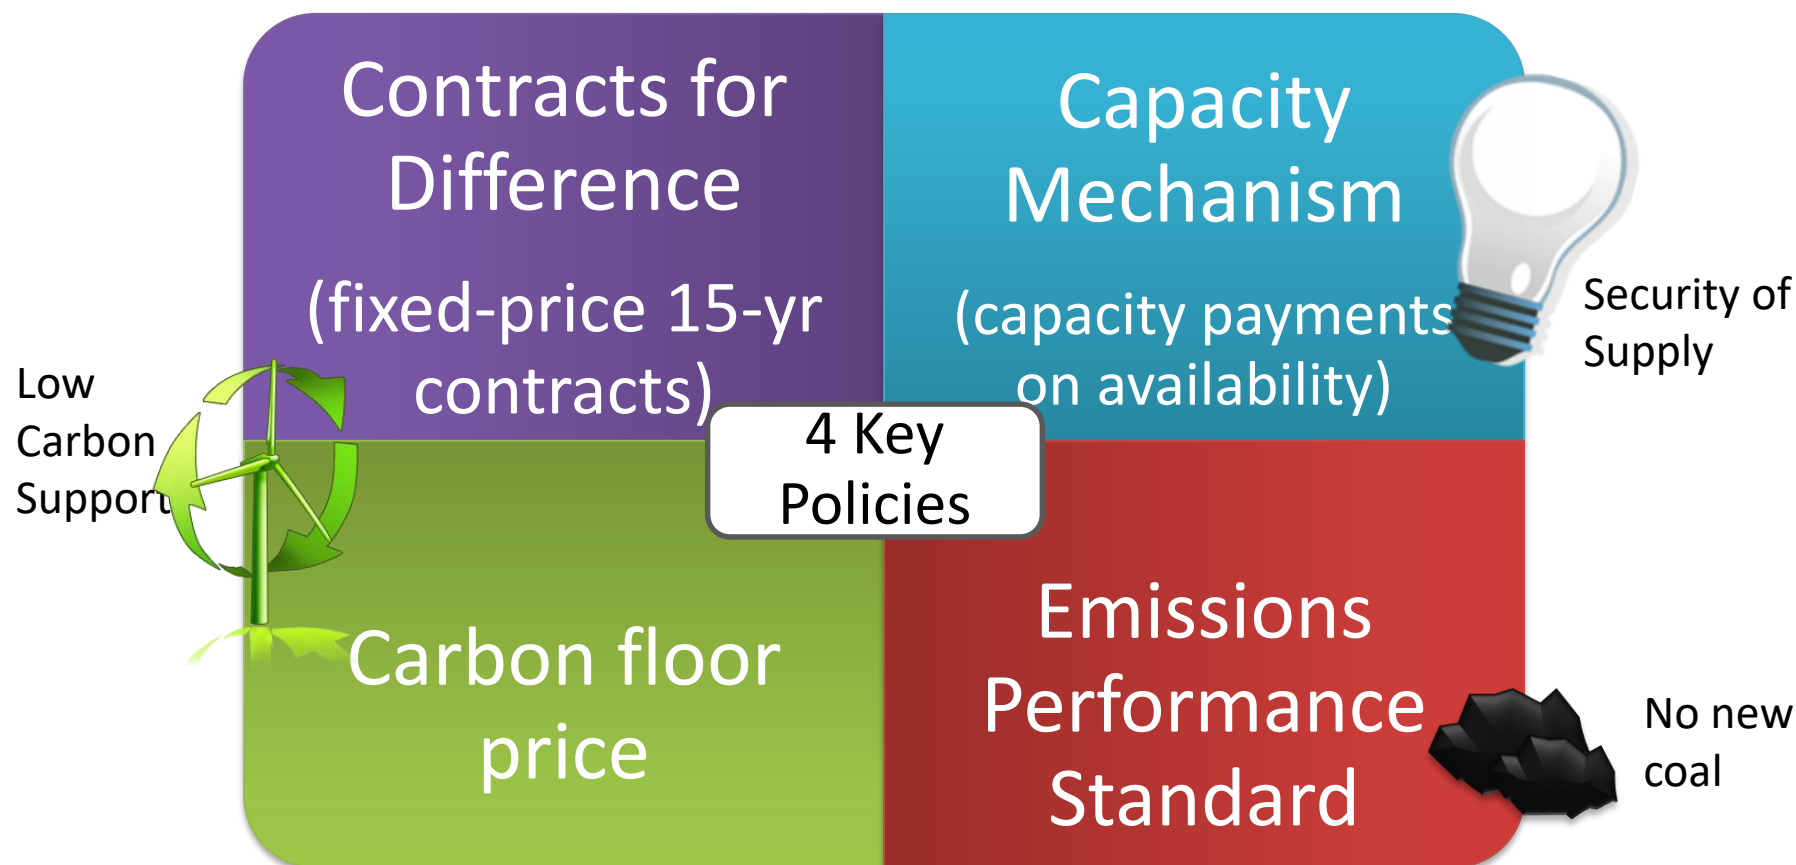 Contracts for
Difference
(fixed-price 15-yr
contracts)
Capacity
Mechanism
(capacity payments
on availability)
Security of
Supply
Low
Carbon
Support
4 Key
Policies
Carbon floor
price
Emissions
Performance
Standard
No new
coal